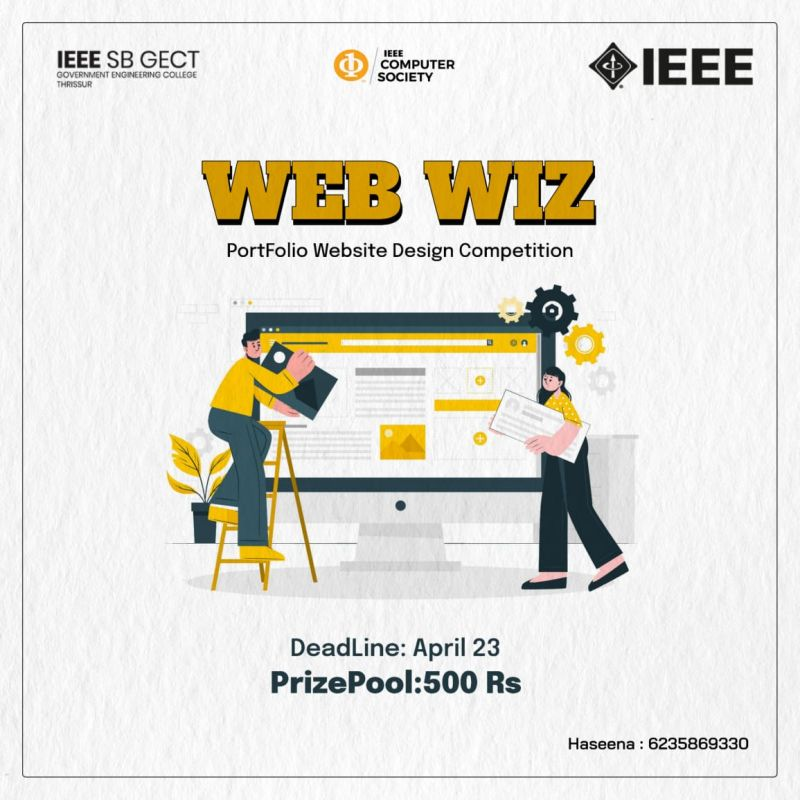 IEEE SB GECT
GOVERNMENT ENGINEERING COLLEGE
THRISSUR
IEEE
COMPUTER
SOCIETY
IEEE
WEB WIZ
PortFolio Website Design Competition
DeadLine: April 23
PrizePool:500 Rs
Haseena : 6235869330